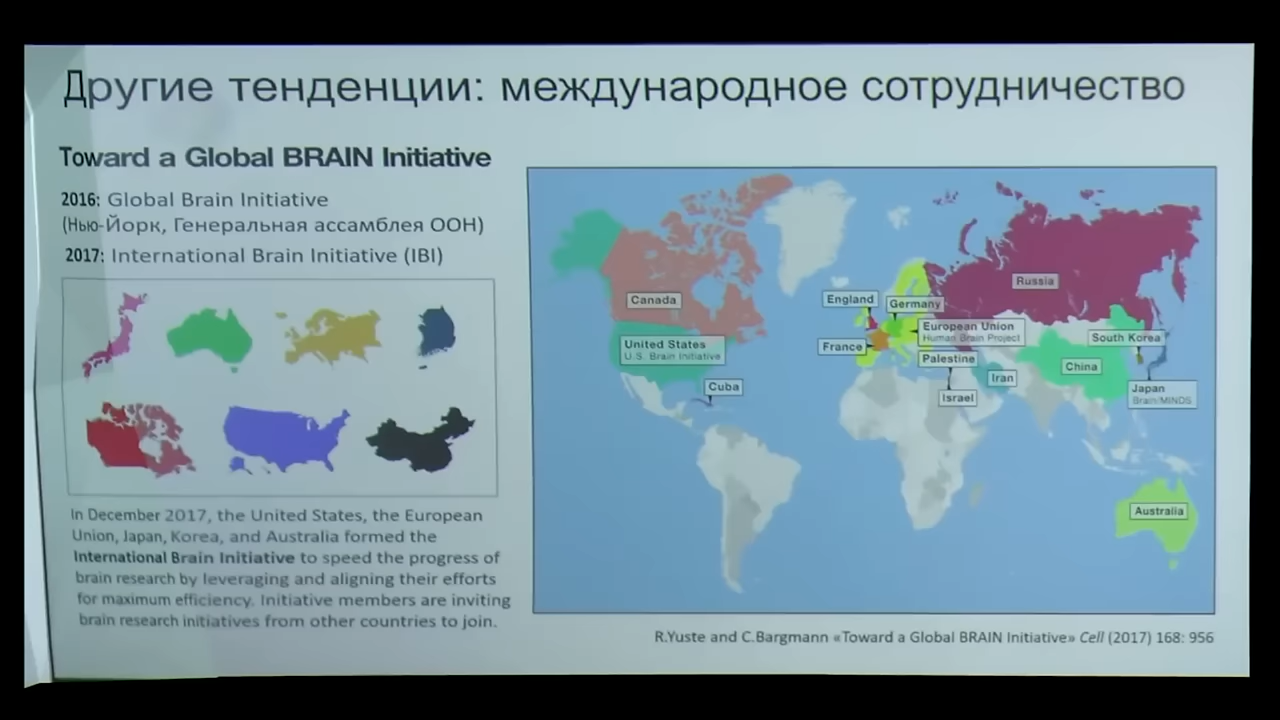 Другие тенденции: международное сотрудничество
Toward a Global BRAIN Initiative
2016: Global Brain Initiative
(Нью-Йорк, Генеральная ассамблея ООН)
2017: International Brain Initiative (IBI)
In December 2017, the United States, the European
Union, Japan, Korea, and Australia formed the
International Brain Initiative to speed the progress of
brain research by leveraging and aligning their efforts
for maximum efficiency. Initiative members are inviting
brain research initiatives from other countries to join.
Canada
United States
U.S. Brain Initiative
Cuba
England
Germany
France
European Union
Human Brain Project
Palestine
Israel
Iran
Russia
South Korea
China
Japan
Brain/MINDS
Australia
R.Yuste and C.Bargmann «Toward a Global BRAIN Initiative» Cell (2017) 168: 956